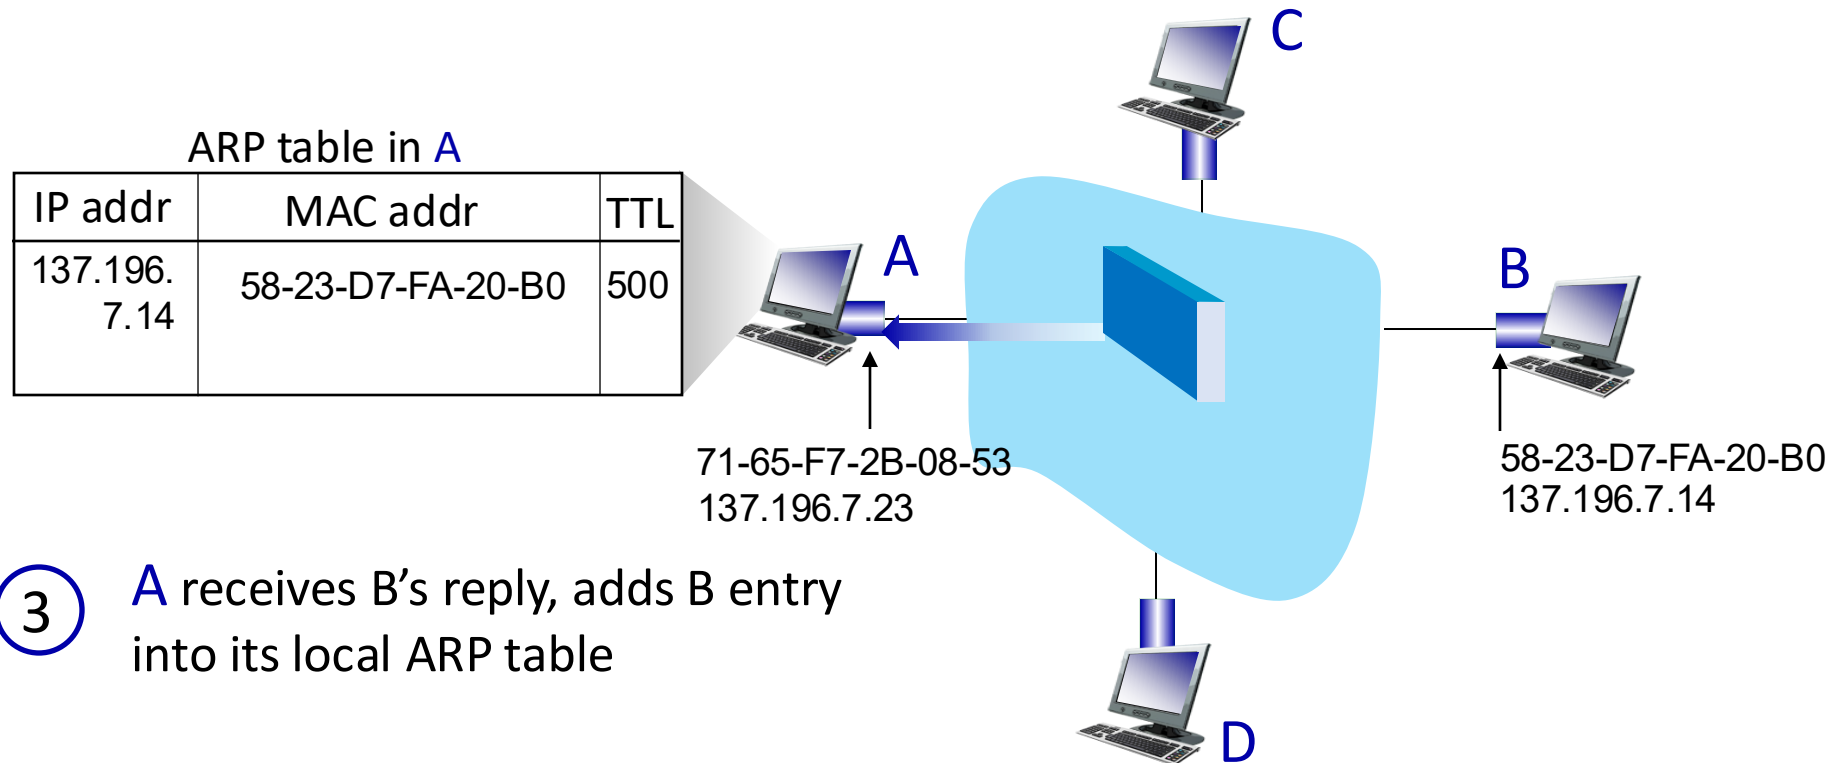 C
ARP table in A
IP addr MAC addr TTL
137.196.
7.14
58-23-D7-FA-20-B0 500
A
B
71-65-F7-2B-08-53
137.196.7.23
58-23-D7-FA-20-B0
137.196.7.14
3
A receives B’s reply, adds B entry
into its local ARP table
D